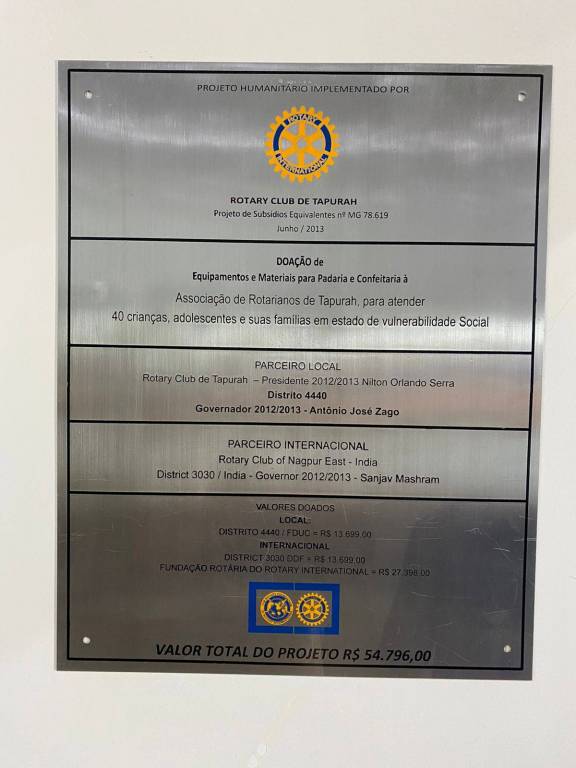 PROJETO HUMANITÁRIO IMPLEMENTADO POR
ROTARY
INTERNATIONAL
ROTARY CLUB DE TAPURAH
Projeto de Subsídios Equivalentes nº MG 78.619
Junho / 2013
DOAÇÃO de
Equipamentos e Materiais para Padaria e Confeitaria à
Associação de Rotarianos de Tapurah, para atender
40 crianças, adolescentes e suas famílias em estado de vulnerabilidade Social
PARCEIRO LOCAL
Rotary Club de Tapurah – Presidente 2012/2013 Nilton Orlando Serra
Distrito 4440
Governador 2012/2013 - Antônio José Zago
PARCEIRO INTERNACIONAL
Rotary Club of Nagpur East - India
District 3030 / India - Governor 2012/2013 - Sanjav Mashram
VALORES DOADOS
LOCAL:
DISTRITO 4440 / FDUC = R$ 13.699,00
INTERNACIONAL
DISTRICT 3030 DDF = R$ 13.699,00
FUNDAÇÃO ROTÁRIA DO ROTARY INTERNATIONAL = R$ 27.398,00
VALOR TOTAL DO PROJETO R$ 54.796,00